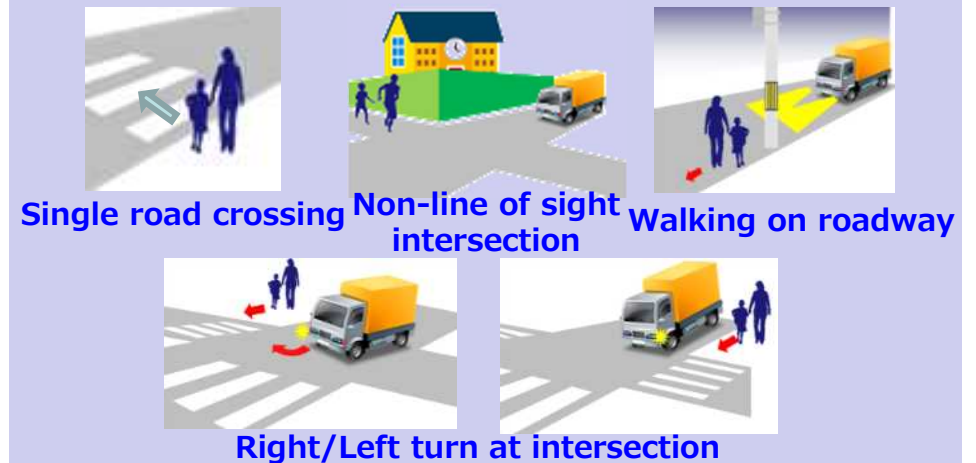 Single road crossing
Non-line of sight
intersection
Walking on roadway
Right/Left turn at intersection